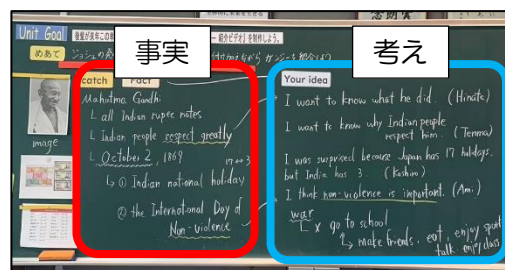 Unit Goal
めあて
事実
考え
catch
Fact
Your idea
Mahatma Gandhi
└ all Indian rupee notes
└ Indian people respect greatly
└ October 2, 1869
17 ↔ 3
↳ ① Indian national holiday
② the International Day of
Non-violence
image
I want to know what he did. (Hinata)
I want to know why Indian people
respect him. (Temma)
I was surprised because Japan has 17 holidays.
but India has 3. (Koshiro)
I think non-violence is important. (Ami)
war
└ x go to school
↳ make friends, eat, enjoy sport
talk. enjoy class